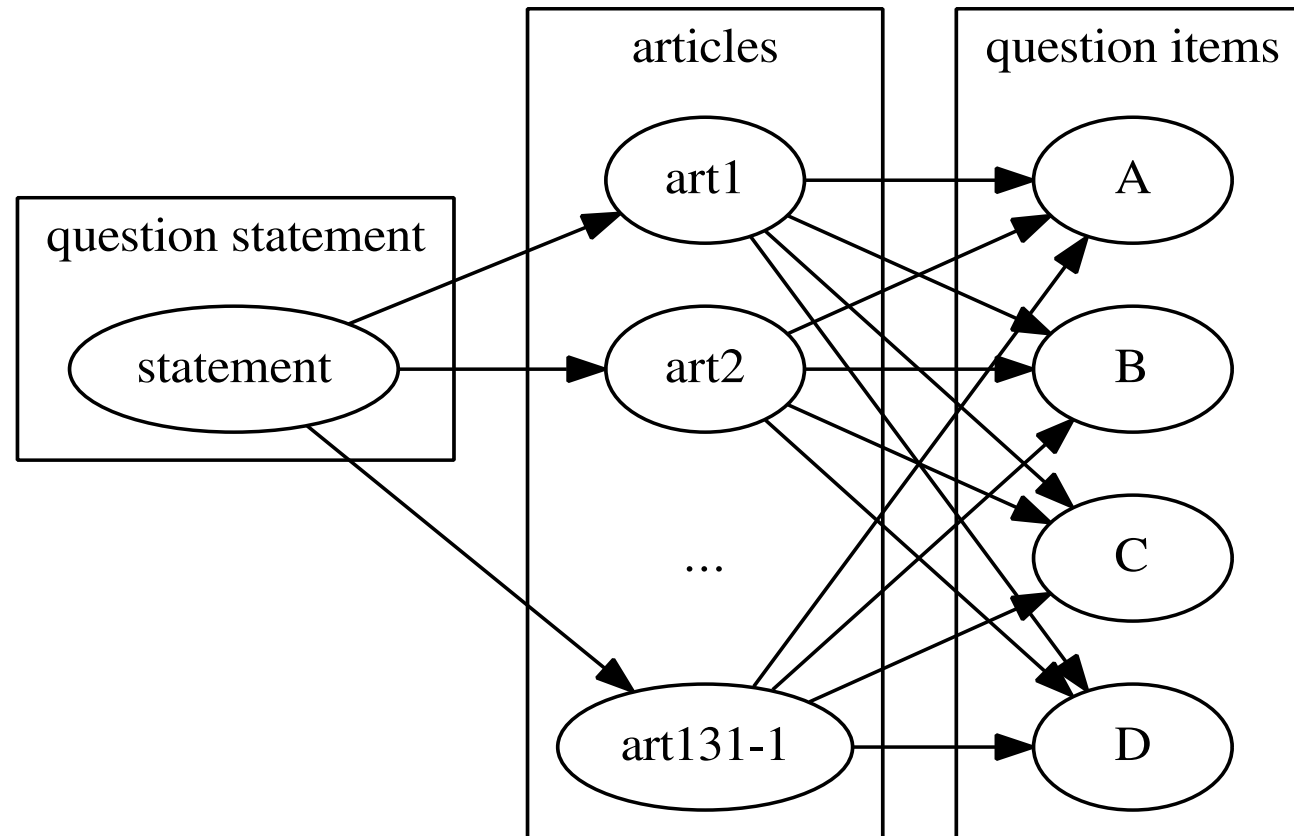 question statement
statement
articles
art1
art2
...
art131-1
question items
A
B
C
D